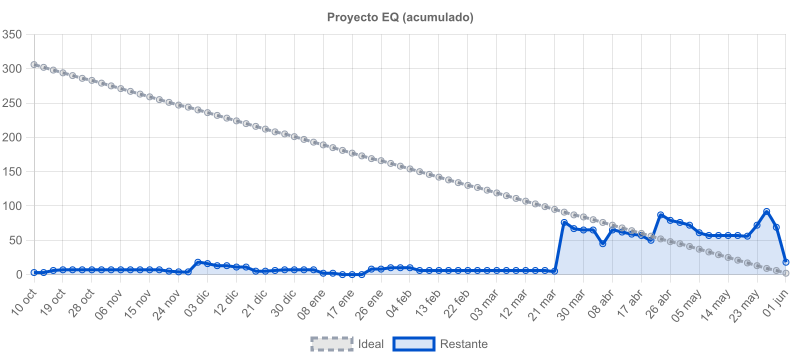 Proyecto EQ (acumulado)
350
300
250
200
150
100
50
0
10 oct
19 oct
28 oct
06 nov
15 nov
24 nov
03 dic
12 dic
21 dic
30 dic
08 ene
17 ene
26 ene
04 feb
13 feb
22 feb
03 mar
12 mar
21 mar
30 mar
08 abr
17 abr
26 abr
05 may
14 may
23 may
01 jun
Ideal
Restante